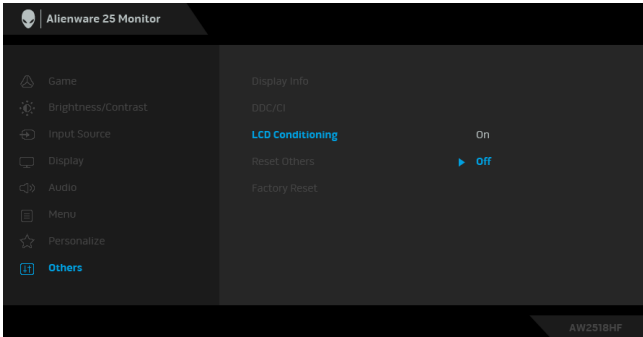 Alienware 25 Monitor
Game
Brightness/Contrast
Input Source
Display
Audio
Menu
Personalize
Others
Display Info
DDC/CI
LCD Conditioning
On
Reset Others
Off
Factory Reset
AW2518HF